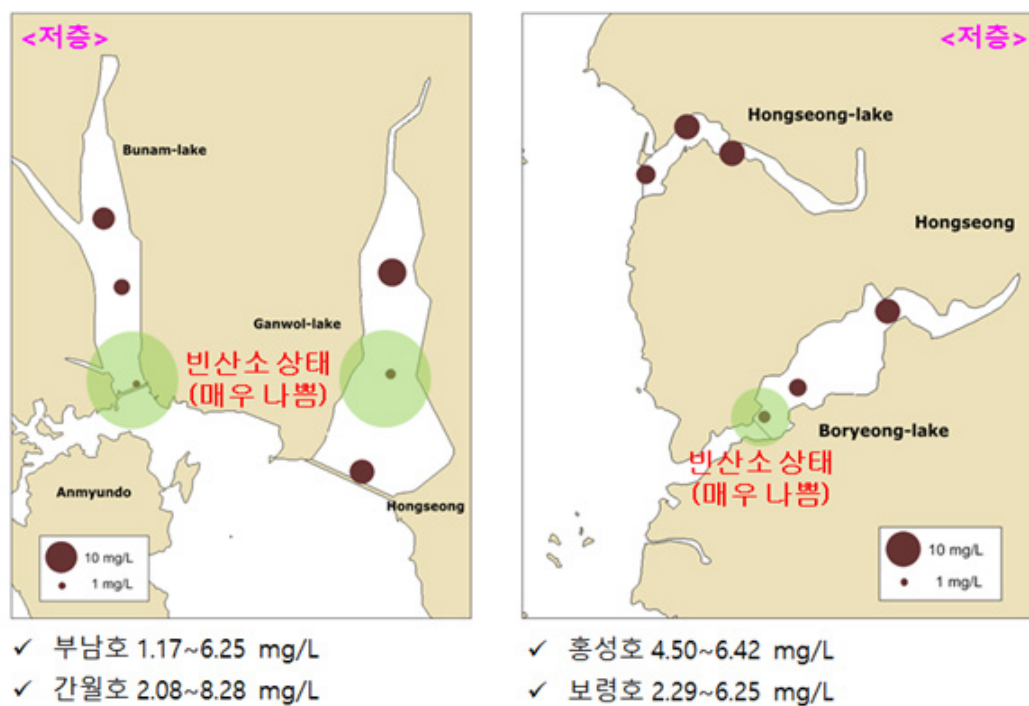 <저층>
Bunam-lake
Ganwol-lake
빈산소 상태
(매우 나쁨)
Anmyundo
Hongseong
10 mg/L
1 mg/L
✓ 부남호 1.17~6.25 mg/L
✓ 간월호 2.08~8.28 mg/L
<저층>
Hongseong-lake
Hongseong
Boryeong-lake
빈산소 상태
(매우 나쁨)
10 mg/L
1 mg/L
✓ 홍성호 4.50~6.42 mg/L
✓ 보령호 2.29~6.25 mg/L